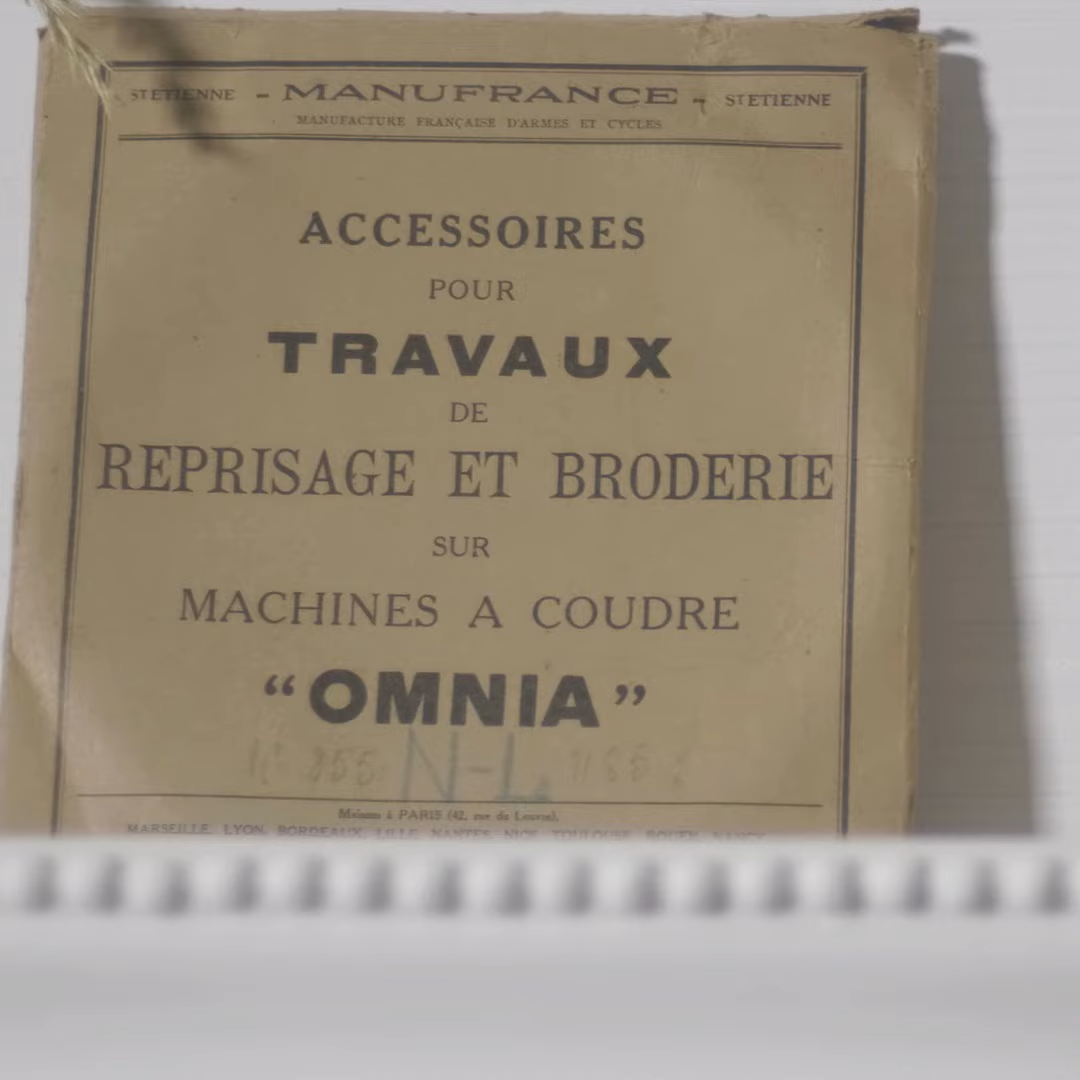 ST ETIENNE - MANUFRANCE - ST ETIENNE
MANUFACTURE FRANÇAISE D'ARMES ET CYCLES
ACCESSOIRES
POUR
TRAVAUX
DE
REPRISAGE ET BRODERIE
SUR
MACHINES A COUDRE
“OMNIA”
N-L
Maisons à PARIS (42, rue du Louvre),
MARSEILLE, LYON, BORDEAUX, LILLE, NANTES, NICE, TOULOUSE, ROUEN, NANCY